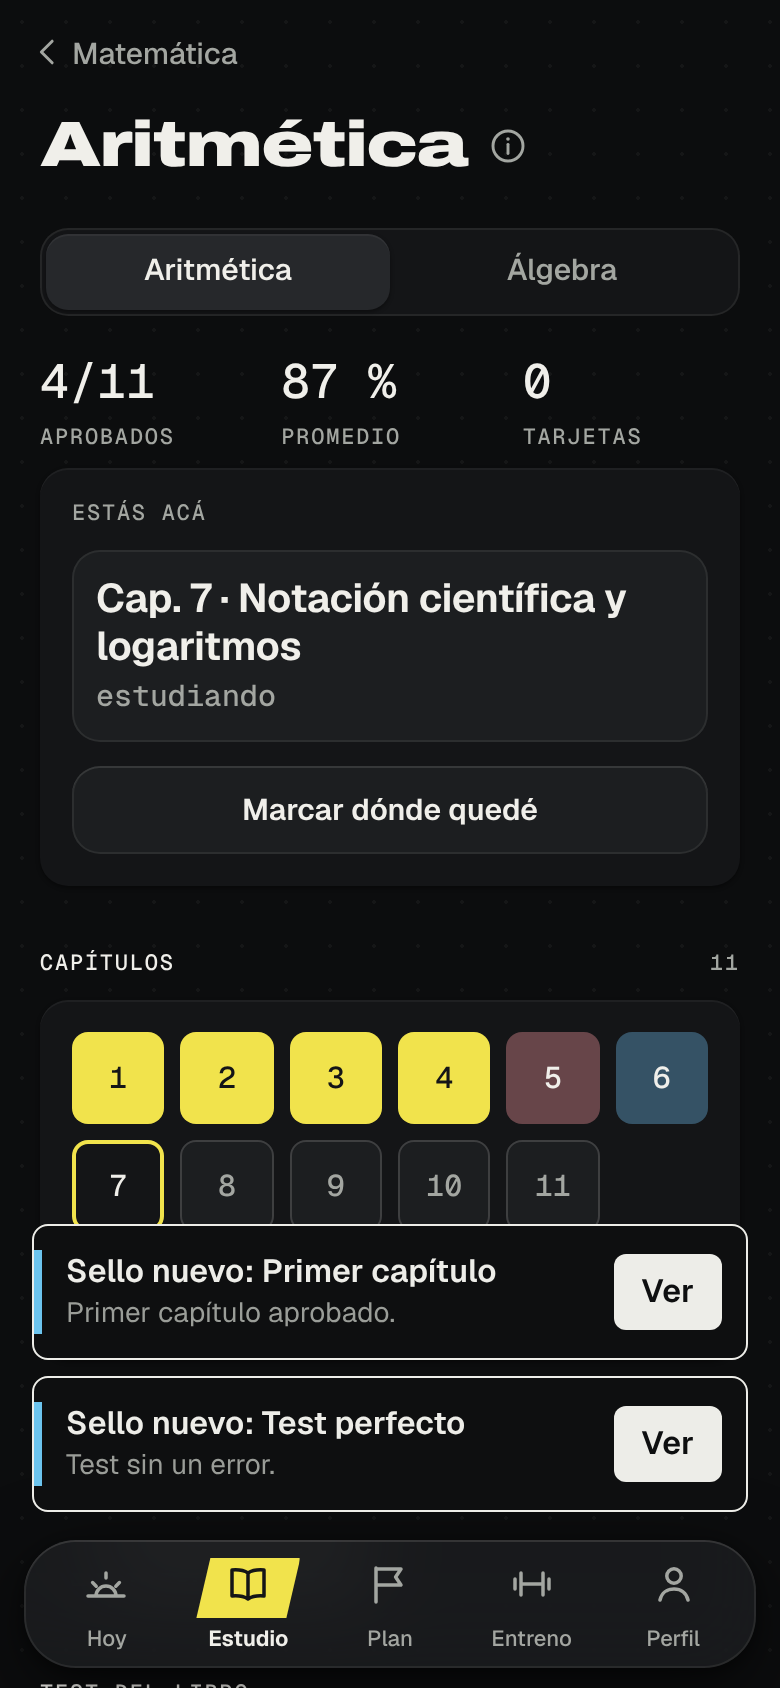 Matemática
Aritmética
Aritmética Álgebra
4/11 87 % 0
APROBADOS PROMEDIO TARJETAS
ESTÁS ACÁ
Cap. 7 · Notación científica y
logaritmos
estudiando
Marcar dónde quedé
CAPÍTULOS 11
1 2 3 4 5 6
7 8 9 10 11
Sello nuevo: Primer capítulo
Primer capítulo aprobado.
Ver
Sello nuevo: Test perfecto
Test sin un error.
Ver
Hoy Estudio Plan Entreno Perfil
TEST DEL LIBRO